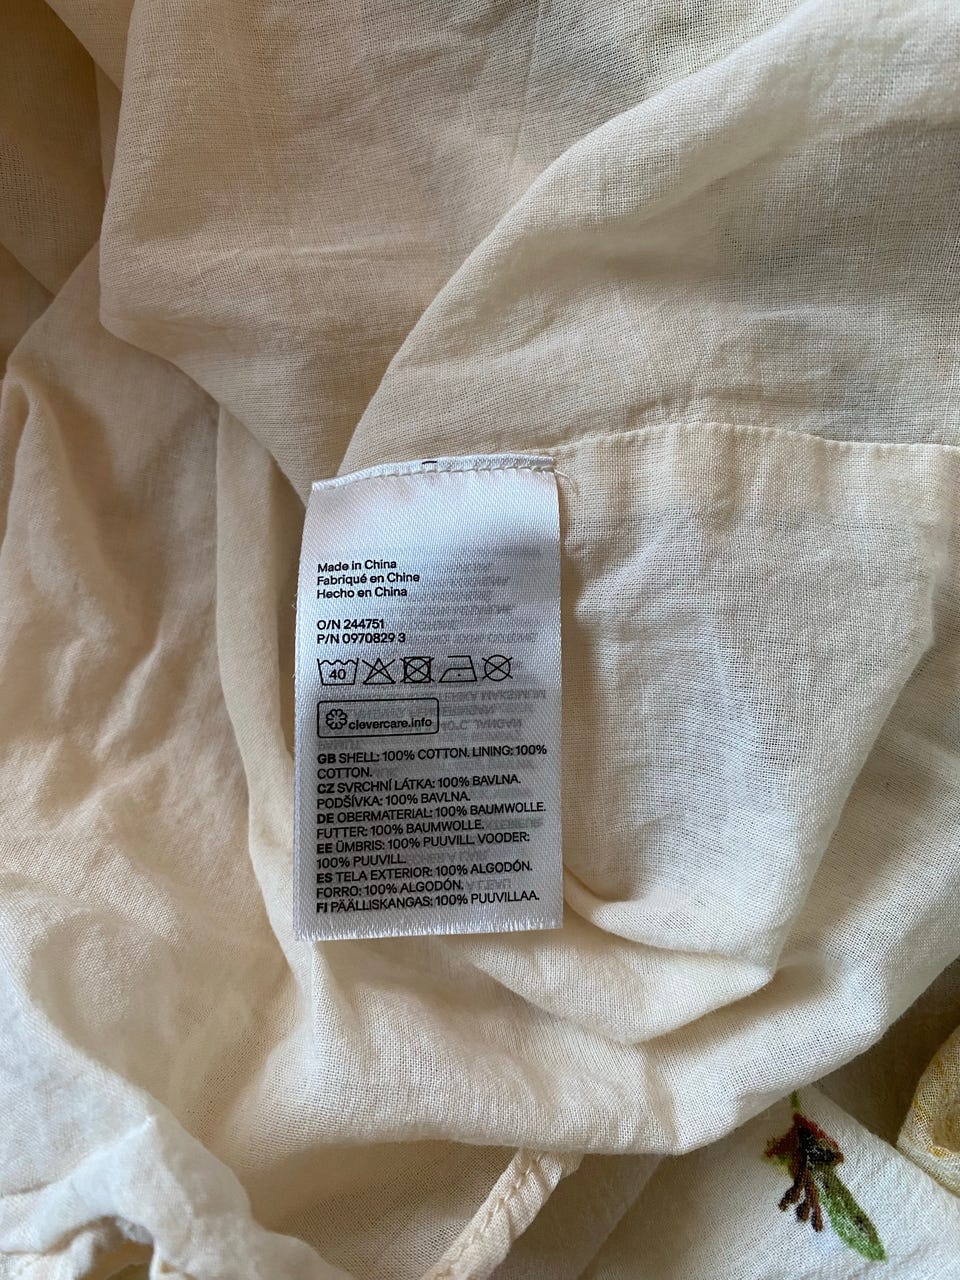 Made in China
Fabriqué en Chine
Hecho en China
O/N 244751
P/N 0970829 3
40
clevercare.info
GB SHELL: 100% COTTON. LINING: 100%
COTTON.
CZ SVRCHNÍ LÁTKA: 100% BAVLNA.
PODŠÍVKA: 100% BAVLNA.
DE OBERMATERIAL: 100% BAUMWOLLE.
FUTTER: 100% BAUMWOLLE.
EE ÜMBRIS: 100% PUUVILL. VOODER:
100% PUUVILL.
ES TELA EXTERIOR: 100% ALGODÓN.
FORRO: 100% ALGODÓN.
FI PÄÄLLISKANGAS: 100% PUUVILLAA.